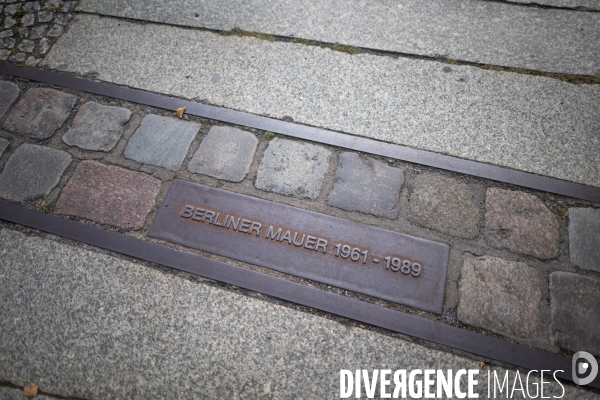 BERLINER MAUER 1961 - 1989
DIVERGENCE IMAGES D